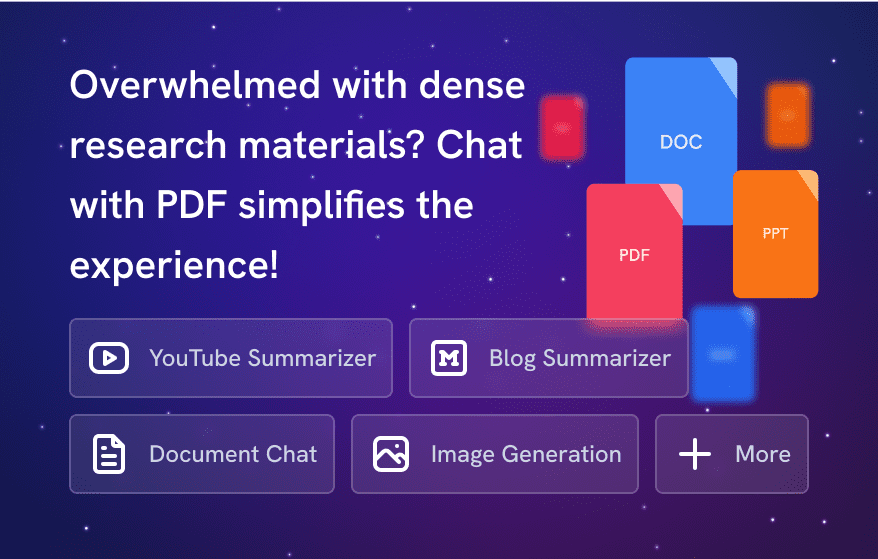 Overwhelmed with dense
research materials? Chat
with PDF simplifies the
experience!
DOC
PDF
PPT
YouTube Summarizer
Blog Summarizer
Document Chat
Image Generation
More